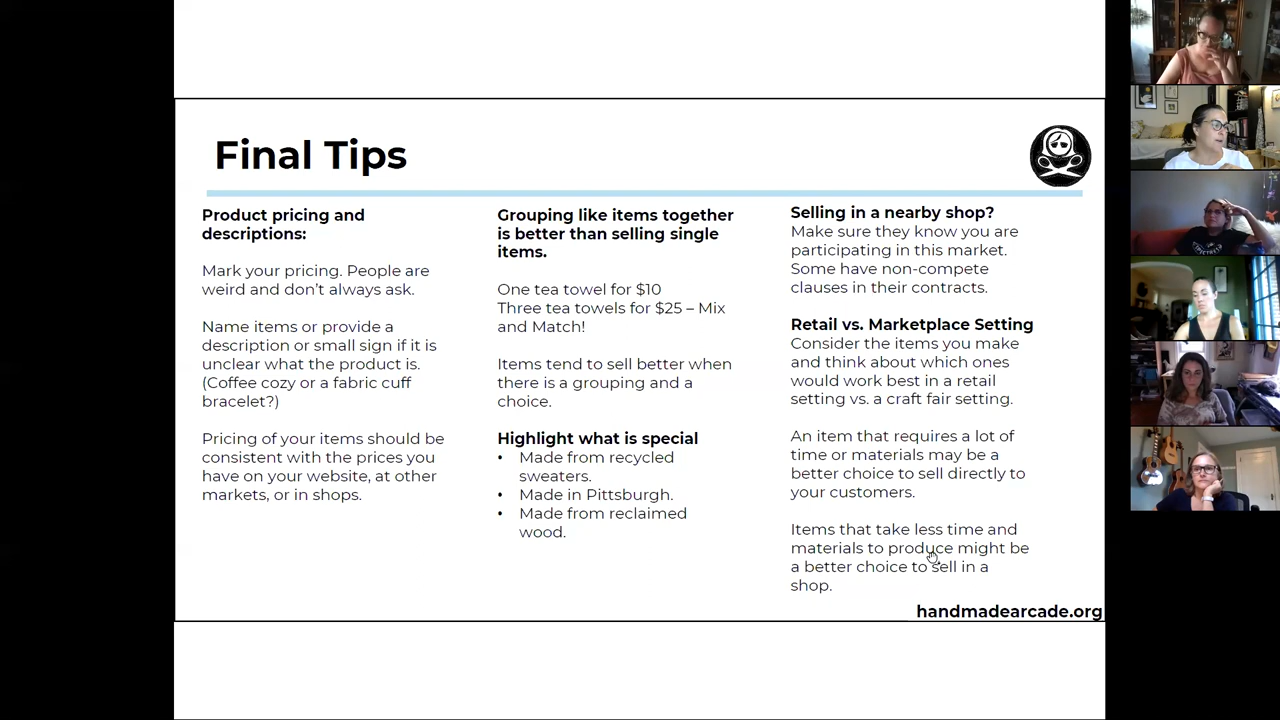 Final Tips
Product pricing and
descriptions:
Mark your pricing. People are
weird and don't always ask.
Name items or provide a
description or small sign if it is
unclear what the product is.
(Coffee cozy or a fabric cuff
bracelet?)
Pricing of your items should be
consistent with the prices you
have on your website, at other
markets, or in shops.
Grouping like items together
is better than selling single
items.
One tea towel for $10
Three tea towels for $25 – Mix
and Match!
Items tend to sell better when
there is a grouping and a
choice.
Highlight what is special
• Made from recycled
sweaters.
• Made in Pittsburgh.
• Made from reclaimed
wood.
Selling in a nearby shop?
Make sure they know you are
participating in this market.
Some have non-compete
clauses in their contracts.
Retail vs. Marketplace Setting
Consider the items you make
and think about which ones
would work best in a retail
setting vs. a craft fair setting.
An item that requires a lot of
time or materials may be a
better choice to sell directly to
your customers.
Items that take less time and
materials to produce might be
a better choice to sell in a
shop.
handmadearcade.org